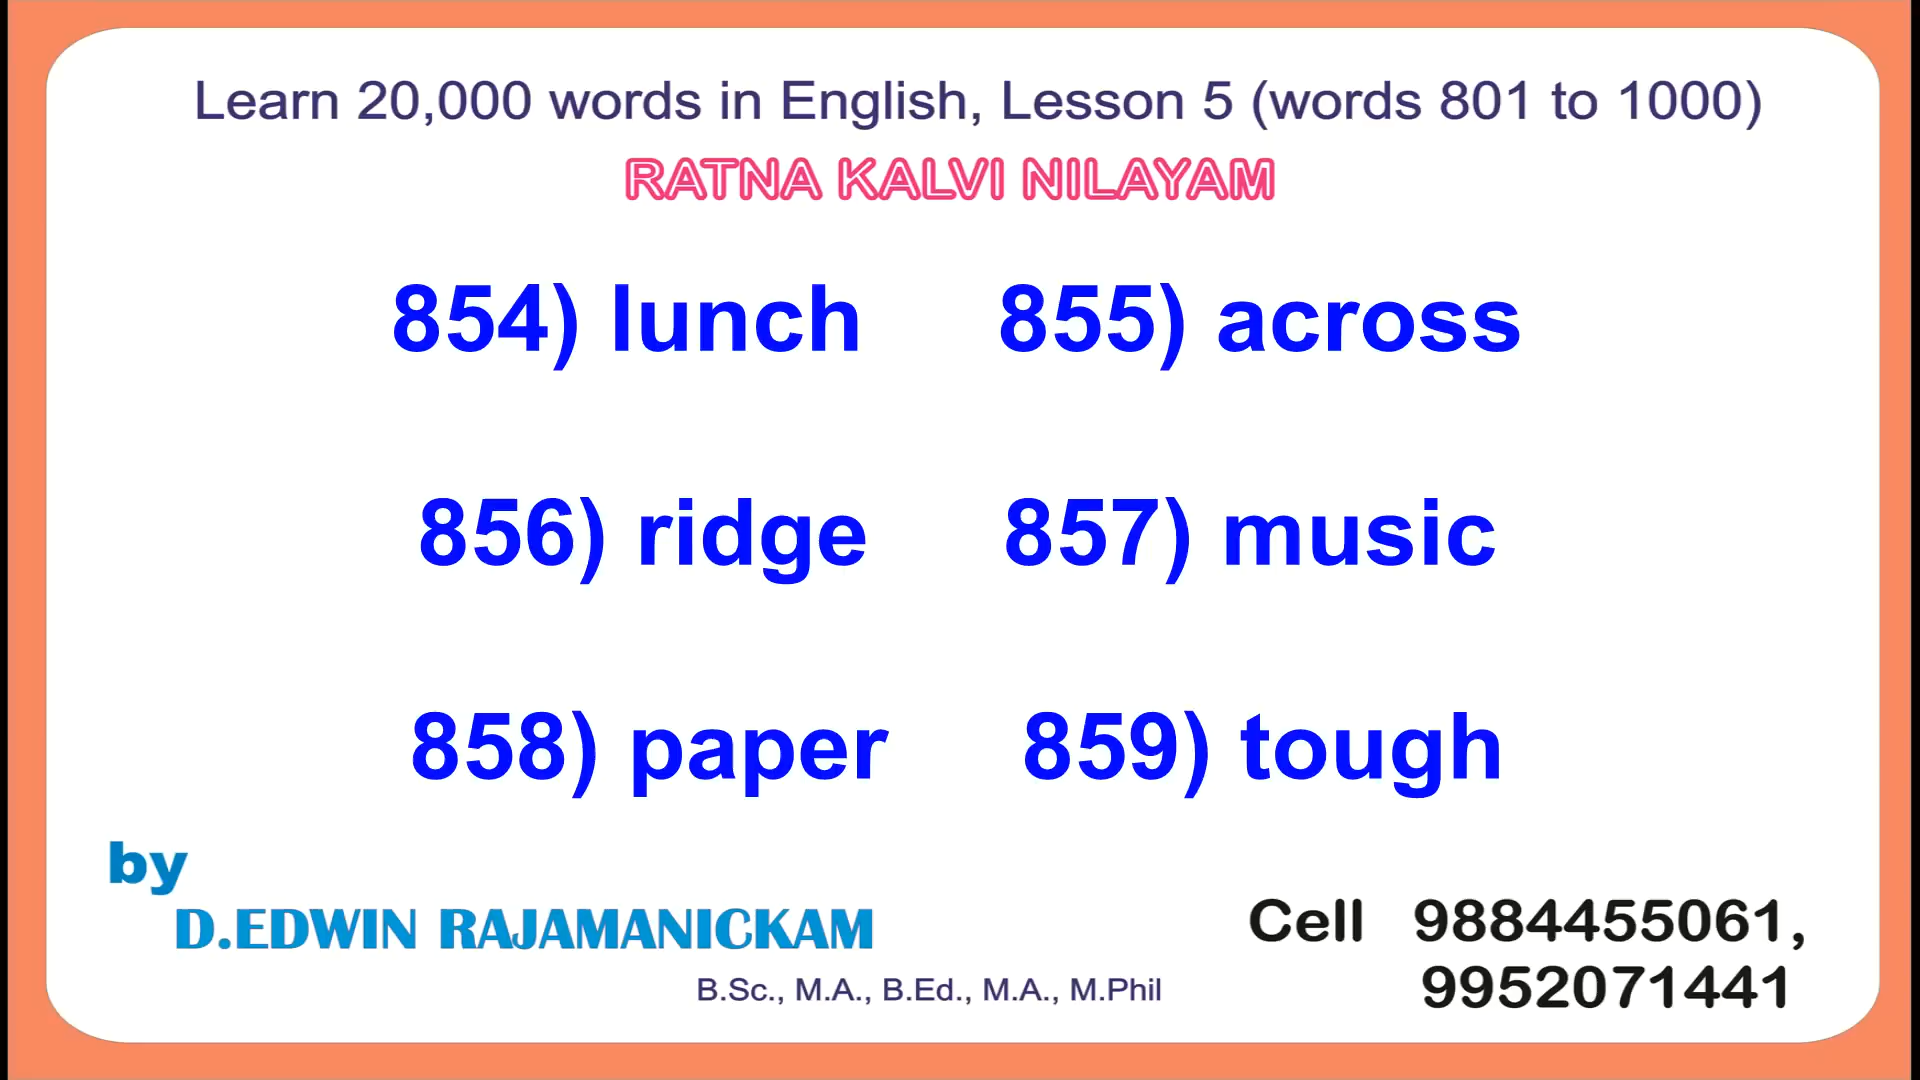 Learn 20,000 words in English, Lesson 5 (words 801 to 1000)
RATNA KALVI NILAYAM
854) lunch 855) across
856) ridge 857) music
858) paper 859) tough
by
D.EDWIN RAJAMANICKAM
B.Sc., M.A., B.Ed., M.A., M.Phil
Cell 9884455061,
9952071441